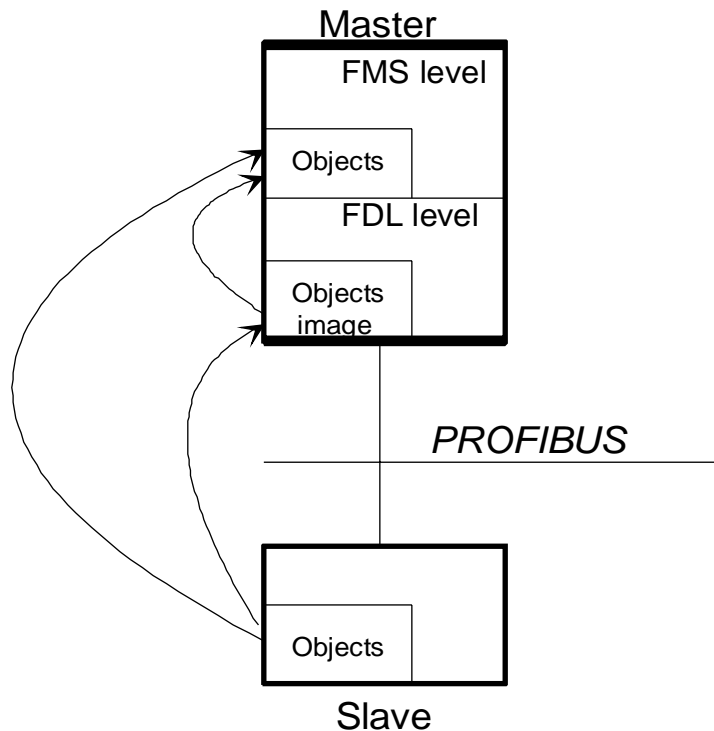 Master
FMS level
Objects
FDL level
Objects
image
PROFIBUS
Objects
Slave